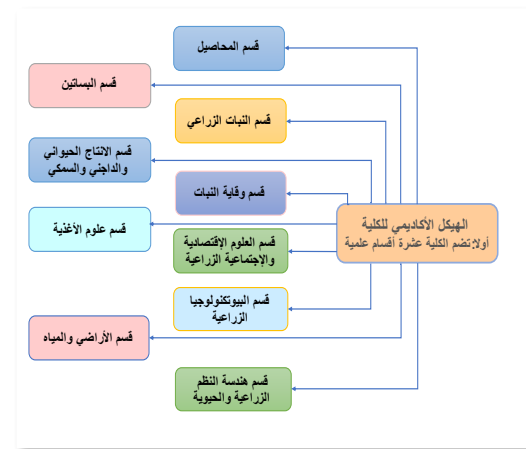 قسم المحاصيل
قسم البساتين
قسم النبات الزراعي
قسم الانتاج الحيواني
والداجني والسمكي
قسم وقاية النبات
الهيكل الأكاديمي للكلية
أولا:تضم الكلية عشرة أقسام علمية
قسم علوم الأغذية
قسم العلوم الإقتصادية
والإجتماعية الزراعية
قسم البيوتكنولوجيا
الزراعية
قسم الأراضي والمياه
قسم هندسة النظم
الزراعية والحيوية